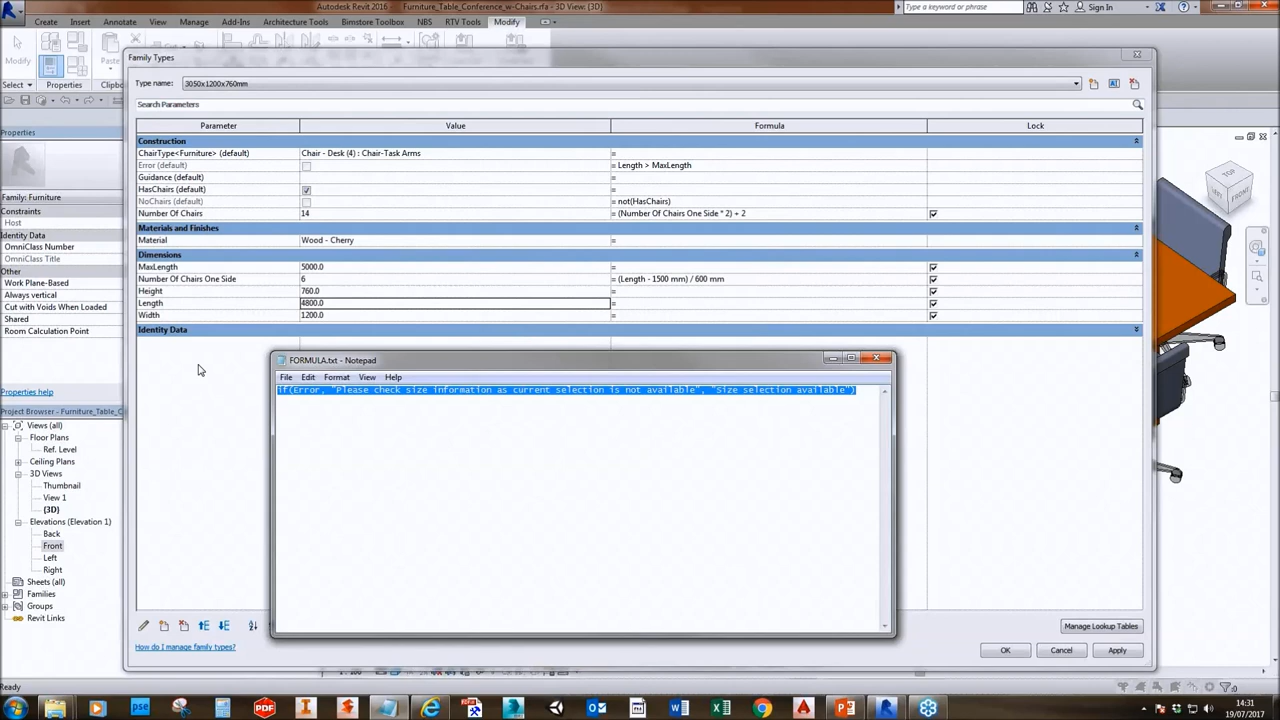 Autodesk Revit 2016 - Furniture_Table_Conference_w-Chairs.rfa - 3D View: {3D}
Type a keyword or phrase
Sign In
Create Insert Annotate View Manage Add-Ins Architecture Tools Bimstore Toolbox NBS RTV Tools Modify
Modify
Paste
Select Properties Clipbo
Family Types
Type name: 3050x1200x760mm
Search Parameters
Parameter Value Formula Lock
Construction
ChairType<Furniture> (default) Chair - Desk (4) : Chair-Task Arms =
Error (default) = Length > MaxLength
Guidance (default) =
HasChairs (default) =
NoChairs (default) = not(HasChairs)
Number Of Chairs 14 = (Number Of Chairs One Side * 2) + 2
Materials and Finishes
Material Wood - Cherry =
Dimensions
MaxLength 5000.0 =
Number Of Chairs One Side 6 = (Length - 1500 mm) / 600 mm
Height 760.0 =
Length 4800.0 =
Width 1200.0 =
Identity Data
FORMULA.txt - Notepad
File Edit Format View Help
if(Error, "Please check size information as current selection is not available", "Size selection available")
Manage Lookup Tables
How do I manage family types?
OK Cancel Apply
Properties
Family: Furniture
Constraints
Host
Identity Data
OmniClass Number
OmniClass Title
Other
Work Plane-Based
Always vertical
Cut with Voids When Loaded
Shared
Room Calculation Point
Properties help
Project Browser - Furniture_Table_C
Views (all)
Floor Plans
Ref. Level
Ceiling Plans
3D Views
Thumbnail
View 1
{3D}
Elevations (Elevation 1)
Back
Front
Left
Right
Sheets (all)
Families
Groups
Revit Links
TOP
LEFT
FRONT
1 : 100
Ready
:0
pse
PDF
14:31
19/07/2017